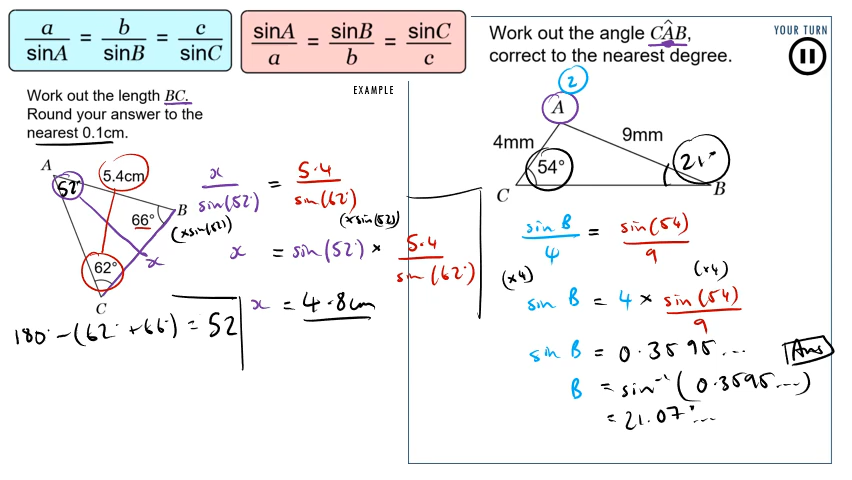 a/sinA = b/sinB = c/sinC
sinA/a = sinB/b = sinC/c
Work out the angle CÂB,
correct to the nearest degree.
YOUR TURN
EXAMPLE
Work out the length BC.
Round your answer to the
nearest 0.1cm.
A
52°
5.4cm
66°
B
62°
x
C
180° - (62° + 66°) = 52
x/sin(52°) = 5.4/sin(62°)
(×sin(52)) (×sin(52))
x = sin(52°) × 5.4/sin(62°)
x = 4.8cm
2
A
4mm
9mm
54°
21°
C
B
sin B/4 = sin(54)/9
(×4) (×4)
sin B = 4 × sin(54)/9
sin B = 0.3595...
Ans
B = sin⁻¹(0.3595...)
= 21.07°...